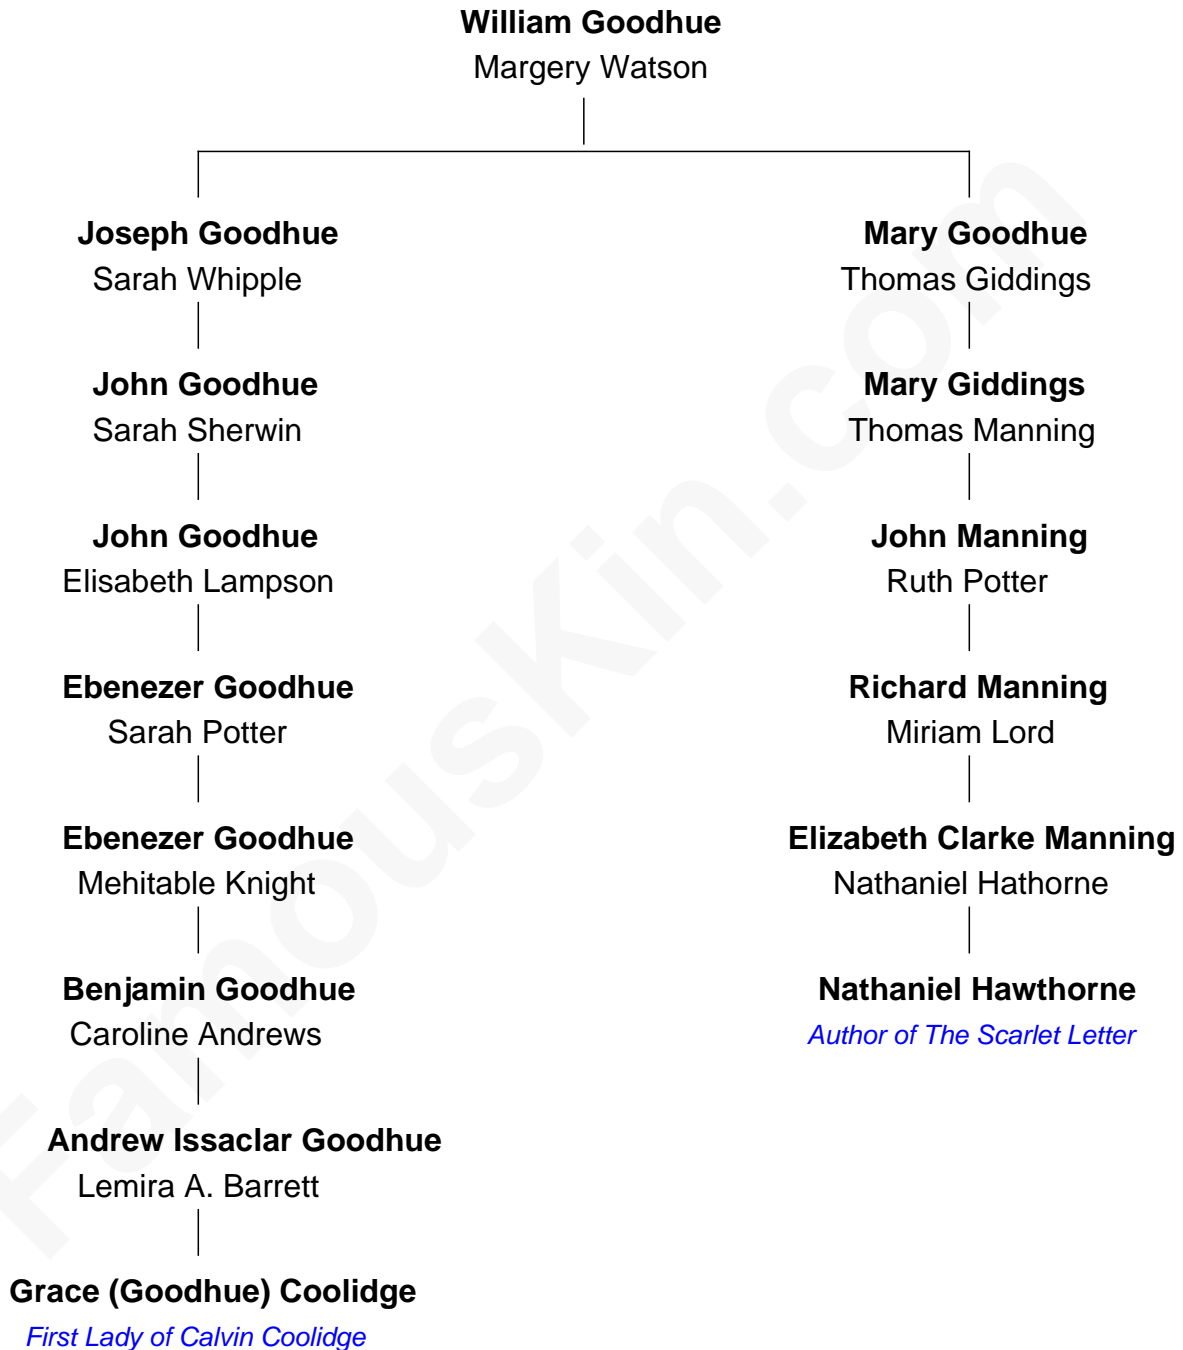 William Goodhue
Margery Watson
Joseph Goodhue
Sarah Whipple
John Goodhue
Sarah Sherwin
John Goodhue
Elisabeth Lampson
Ebenezer Goodhue
Sarah Potter
Ebenezer Goodhue
Mehitable Knight
Benjamin Goodhue
Caroline Andrews
Andrew Issaclar Goodhue
Lemira A. Barrett
Grace (Goodhue) Coolidge
First Lady of Calvin Coolidge
Mary Goodhue
Thomas Giddings
Mary Giddings
Thomas Manning
John Manning
Ruth Potter
Richard Manning
Miriam Lord
Elizabeth Clarke Manning
Nathaniel Hathorne
Nathaniel Hawthorne
Author of The Scarlet Letter
FamousKin.com